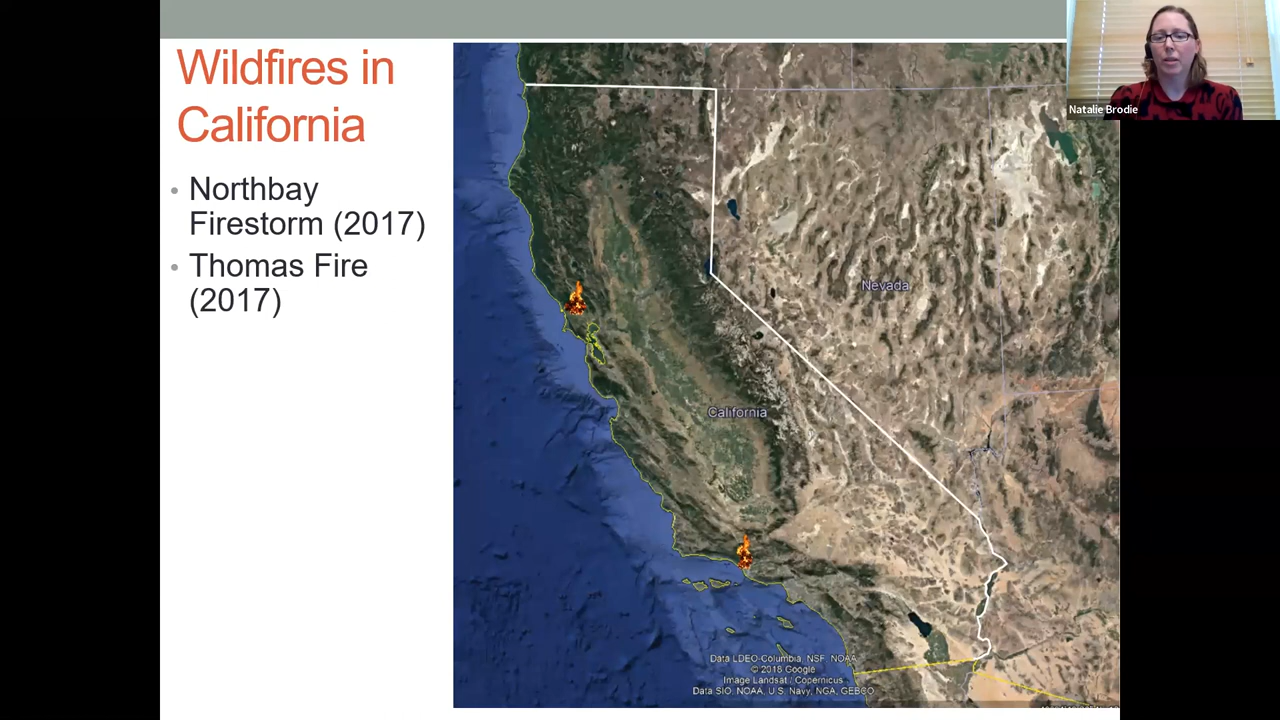 Wildfires in
California
• Northbay
Firestorm (2017)
• Thomas Fire
(2017)
Natalie Brodie
Nevada
California
Data LDEO-Columbia, NSF, NOAA
© 2018 Google
Image Landsat / Copernicus
Data SIO, NOAA, U.S. Navy, NGA, GEBCO